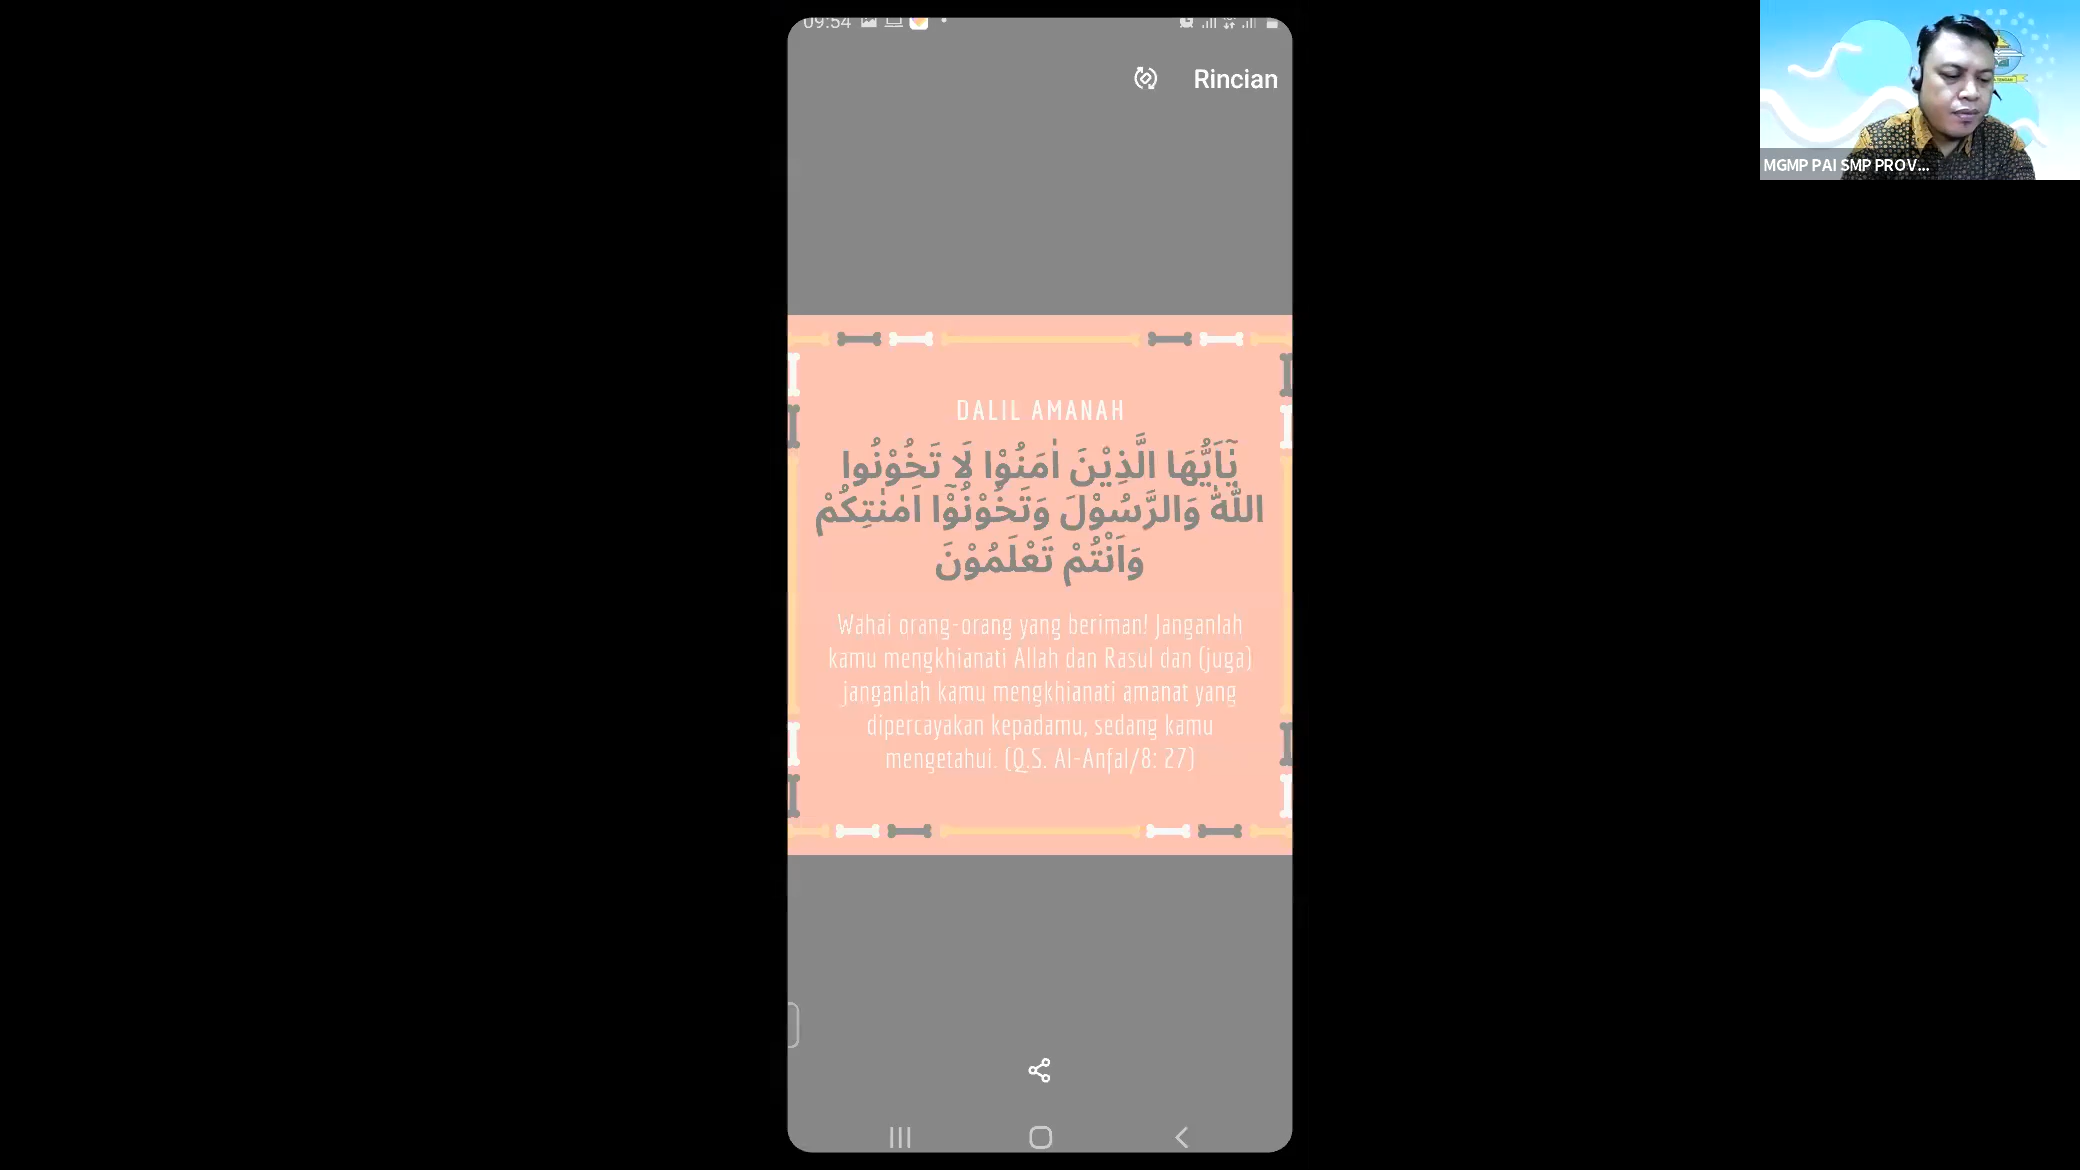 09:54
Rincian
MGMP PAI SMP PROV...
DALIL AMANAH
يٰٓاَيُّهَا الَّذِيْنَ اٰمَنُوْا لَا تَخُوْنُوا
اللّٰهَ وَالرَّسُوْلَ وَتَخُوْنُوْٓا اَمٰنٰتِكُمْ
وَاَنْتُمْ تَعْلَمُوْنَ
Wahai orang-orang yang beriman! Janganlah
kamu mengkhianati Allah dan Rasul dan (juga)
janganlah kamu mengkhianati amanat yang
dipercayakan kepadamu, sedang kamu
mengetahui. (Q.S. Al-Anfal/8: 27)